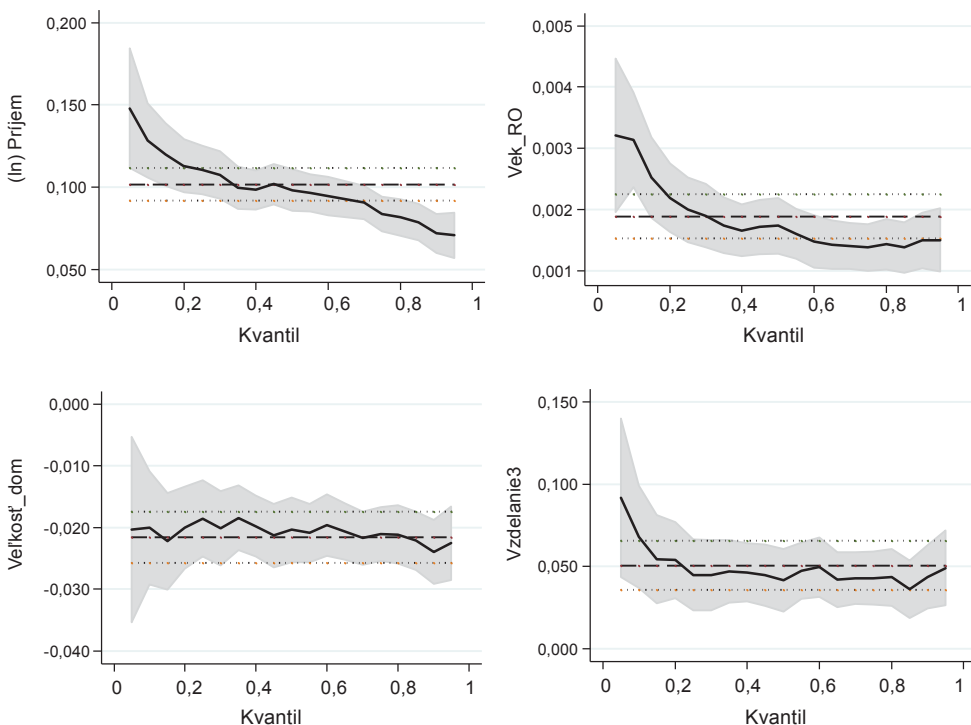 0,200
0,150
0,100
0,050
(ln) Príjem
0 0,2 0,4 0,6 0,8 1
Kvantil
0,005
0,004
0,003
0,002
0,001
Vek_RO
0 0,2 0,4 0,6 0,8 1
Kvantil
0,000
-0,010
-0,020
-0,030
-0,040
Veľkosť_dom
0 0,2 0,4 0,6 0,8 1
Kvantil
0,150
0,100
0,050
0,000
Vzdelanie3
0 0,2 0,4 0,6 0,8 1
Kvantil